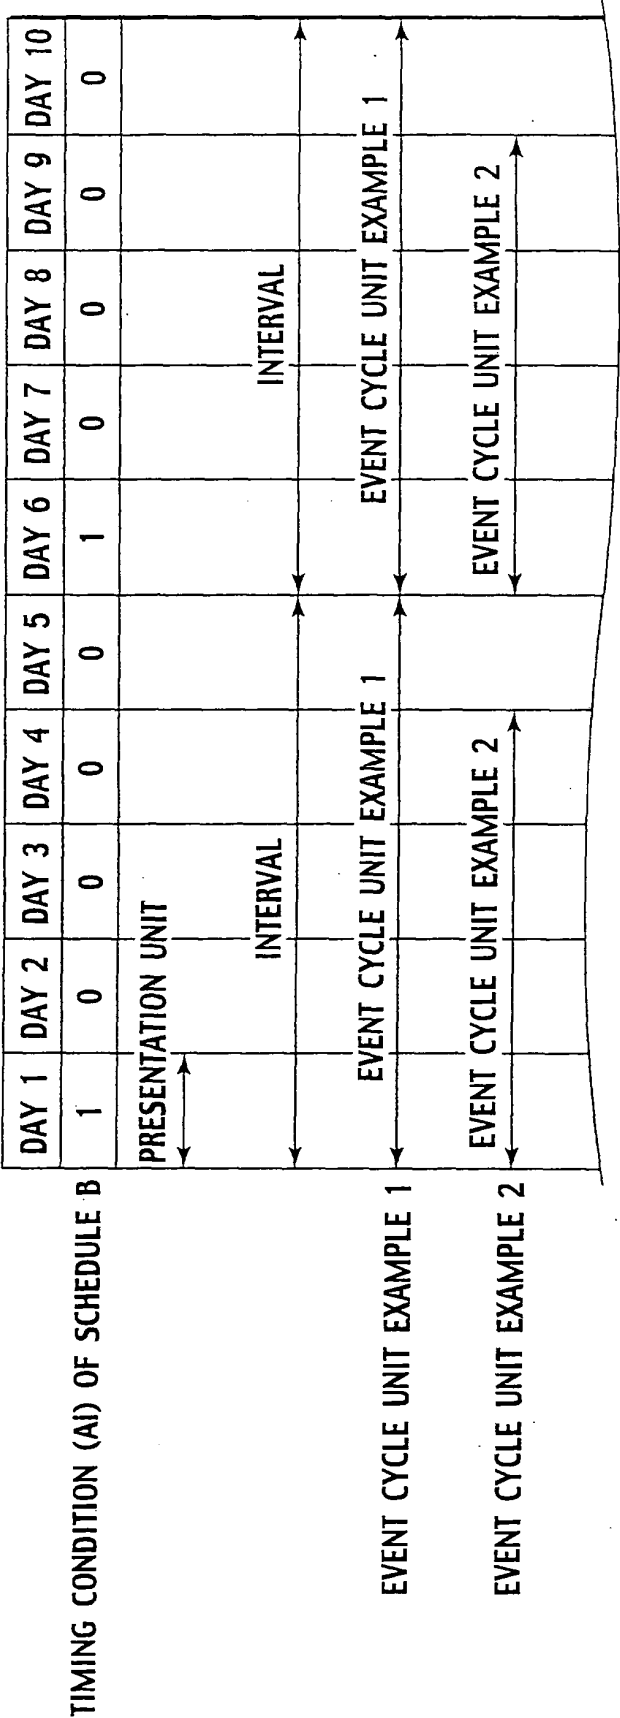 DAY 1 DAY 2 DAY 3 DAY 4 DAY 5 DAY 6 DAY 7 DAY 8 DAY 9 DAY 10
TIMING CONDITION (AI) OF SCHEDULE B 1 0 0 0 0 1 0 0 0 0
PRESENTATION UNIT
INTERVAL INTERVAL
EVENT CYCLE UNIT EXAMPLE 1 EVENT CYCLE UNIT EXAMPLE 1
EVENT CYCLE UNIT EXAMPLE 1
EVENT CYCLE UNIT EXAMPLE 2 EVENT CYCLE UNIT EXAMPLE 2
EVENT CYCLE UNIT EXAMPLE 2